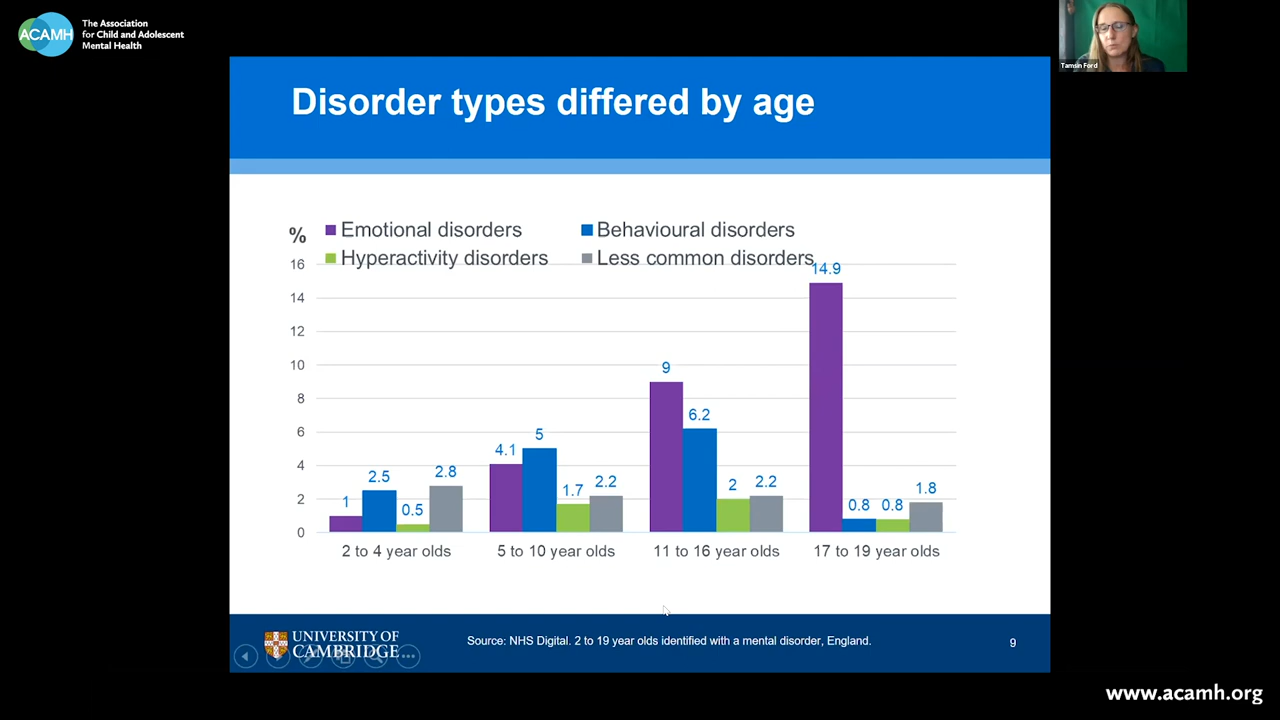 ACAMH
The Association
for Child and Adolescent
Mental Health
Tamsin Ford
Disorder types differed by age
%
Emotional disorders
Behavioural disorders
Hyperactivity disorders
Less common disorders
16
14
12
10
8
6
4
2
0
1
2.5
0.5
2.8
4.1
5
1.7
2.2
9
6.2
2
2.2
14.9
0.8
0.8
1.8
2 to 4 year olds
5 to 10 year olds
11 to 16 year olds
17 to 19 year olds
UNIVERSITY OF
CAMBRIDGE
Source: NHS Digital. 2 to 19 year olds identified with a mental disorder, England.
9
www.acamh.org